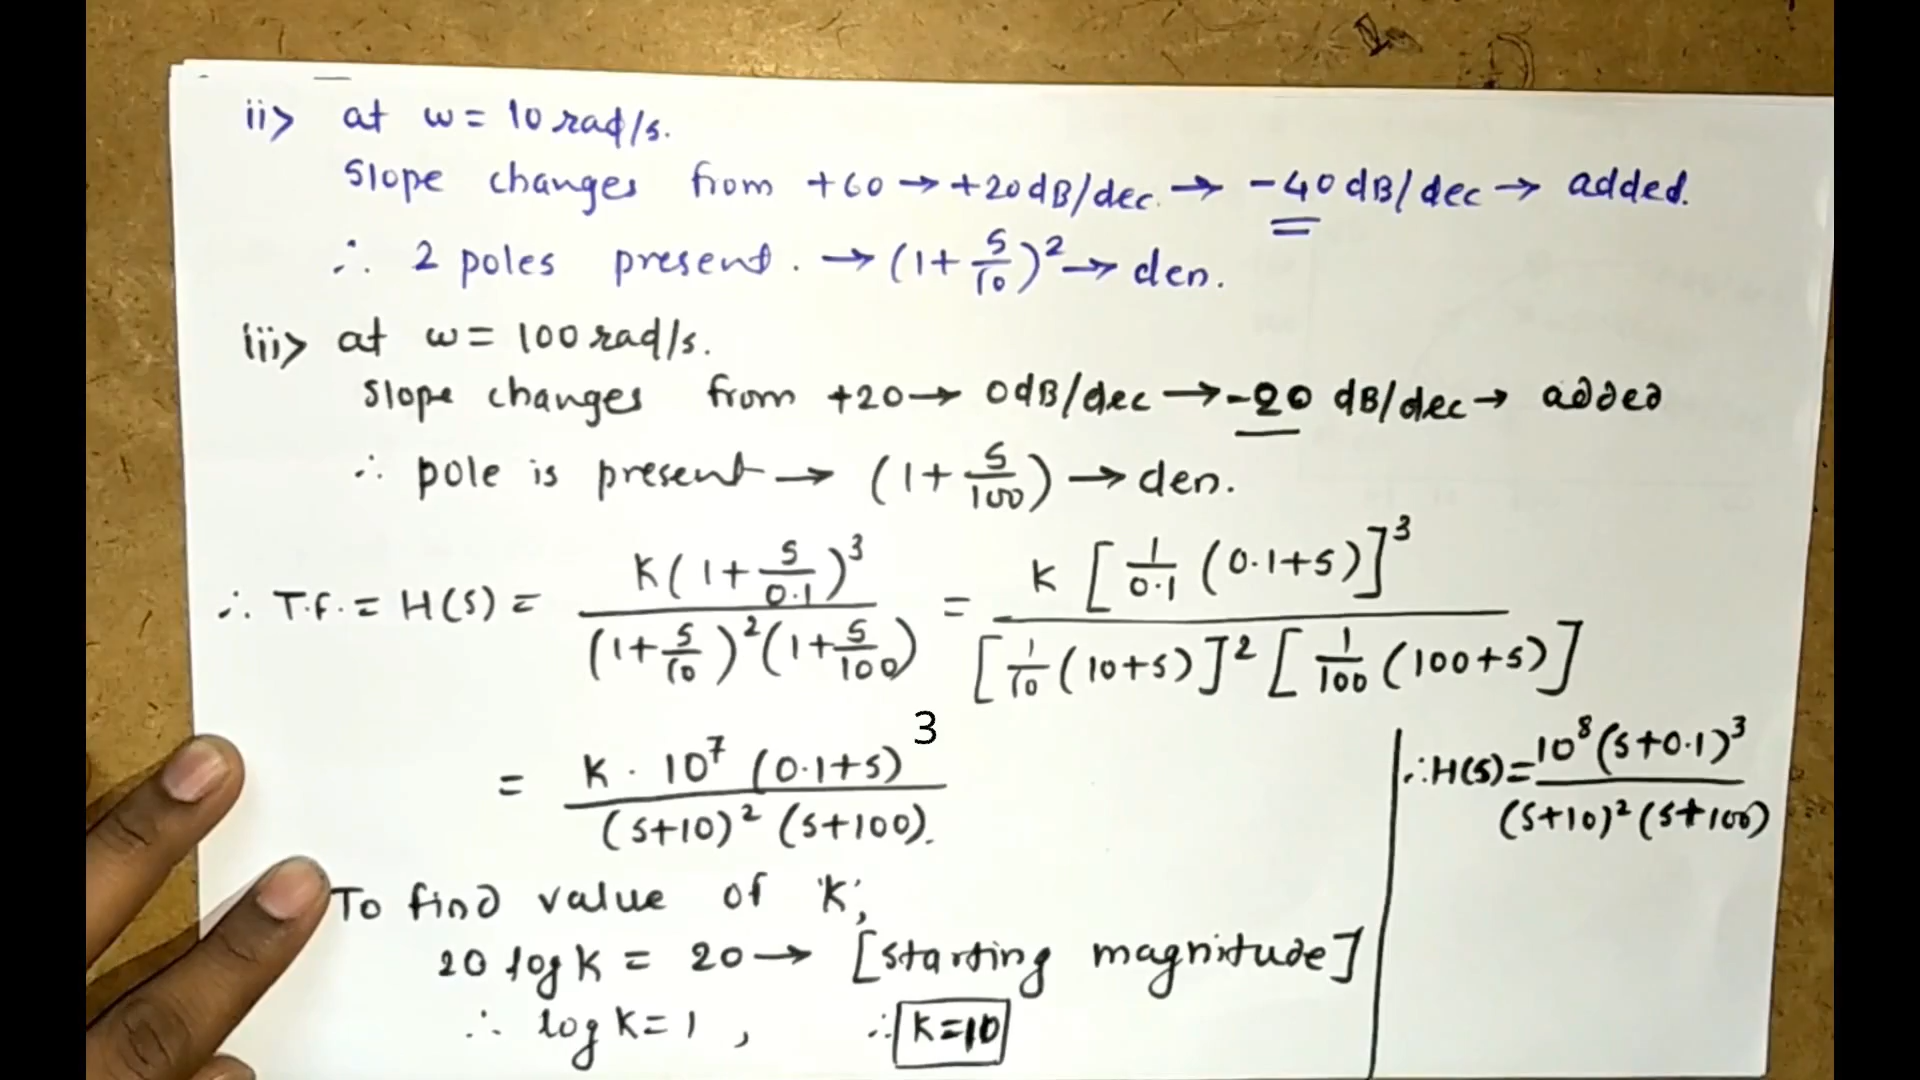 ii> at ω = 10 rad/s.
Slope changes from +60 → +20dB/dec. → -40 dB/dec → added.
∴ 2 poles present. → (1+s/10)² → den.
iii> at ω = 100 rad/s.
Slope changes from +20 → 0dB/dec → -20 dB/dec → added
∴ pole is present → (1+s/100) → den.
∴ T.f. = H(s) = K(1+s/0.1)³ / (1+s/10)²(1+s/100) = K[1/0.1 (0.1+s)]³ / [1/10 (10+s)]² [1/100 (100+s)]
= K · 10⁷ (0.1+s)³ / (s+10)² (s+100).
∴ H(s) = 10⁸ (s+0.1)³ / (s+10)² (s+100)
To find value of 'K',
20 log K = 20 → [starting magnitude]
∴ log K = 1, ∴ K=10